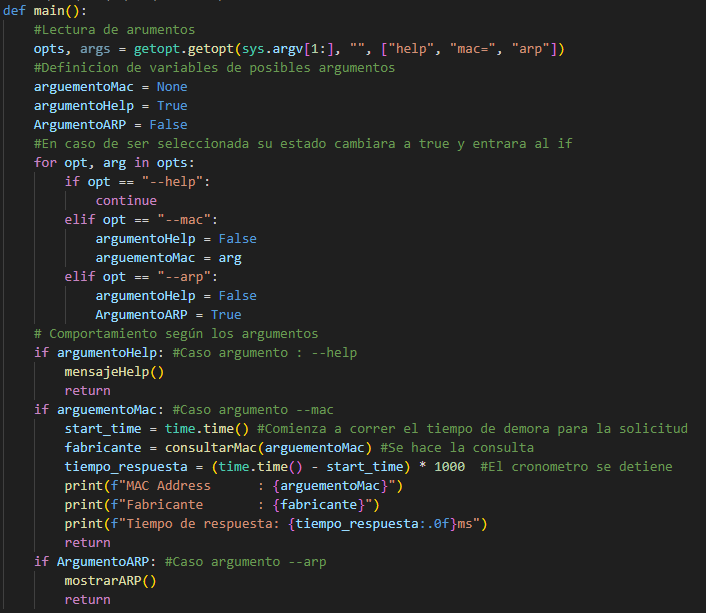 def main():
    #Lectura de arumentos
    opts, args = getopt.getopt(sys.argv[1:], "", ["help", "mac=", "arp"])
    #Definicion de variables de posibles argumentos
    arguementoMac = None
    argumentoHelp = True
    ArgumentoARP = False
    #En caso de ser seleccionada su estado cambiara a true y entrara al if
    for opt, arg in opts:
        if opt == "--help":
            continue
        elif opt == "--mac":
            argumentoHelp = False
            arguementoMac = arg
        elif opt == "--arp":
            argumentoHelp = False
            ArgumentoARP = True
    # Comportamiento según los argumentos
    if argumentoHelp: #Caso argumento : --help
        mensajeHelp()
        return
    if arguementoMac: #Caso argumento --mac
        start_time = time.time() #Comienza a correr el tiempo de demora para la solicitud
        fabricante = consultarMac(arguementoMac) #Se hace la consulta
        tiempo_respuesta = (time.time() - start_time) * 1000  #El cronometro se detiene
        print(f"MAC Address      : {arguementoMac}")
        print(f"Fabricante       : {fabricante}")
        print(f"Tiempo de respuesta: {tiempo_respuesta:.0f}ms")
        return
    if ArgumentoARP: #Caso argumento --arp
        mostrarARP()
        return